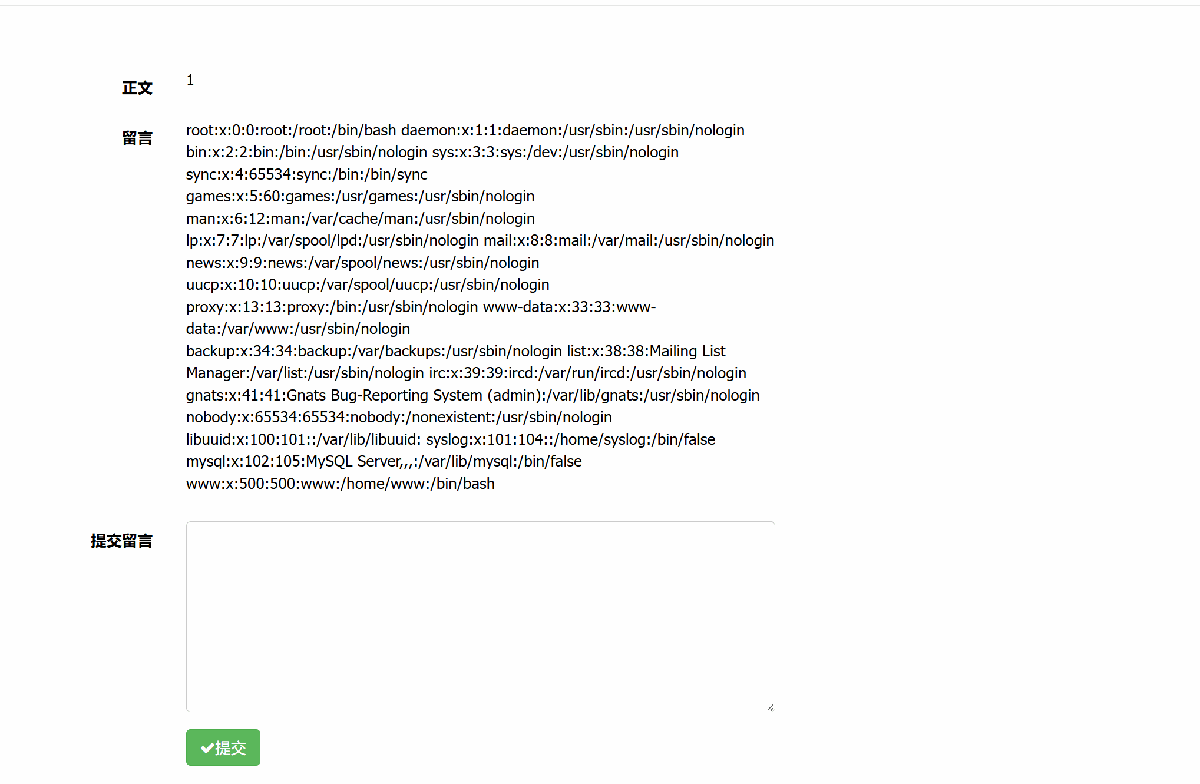 正文
1
留言
root:x:0:0:root:/root:/bin/bash daemon:x:1:1:daemon:/usr/sbin:/usr/sbin/nologin
bin:x:2:2:bin:/bin:/usr/sbin/nologin sys:x:3:3:sys:/dev:/usr/sbin/nologin
sync:x:4:65534:sync:/bin:/bin/sync
games:x:5:60:games:/usr/games:/usr/sbin/nologin
man:x:6:12:man:/var/cache/man:/usr/sbin/nologin
lp:x:7:7:lp:/var/spool/lpd:/usr/sbin/nologin mail:x:8:8:mail:/var/mail:/usr/sbin/nologin
news:x:9:9:news:/var/spool/news:/usr/sbin/nologin
uucp:x:10:10:uucp:/var/spool/uucp:/usr/sbin/nologin
proxy:x:13:13:proxy:/bin:/usr/sbin/nologin www-data:x:33:33:www-
data:/var/www:/usr/sbin/nologin
backup:x:34:34:backup:/var/backups:/usr/sbin/nologin list:x:38:38:Mailing List
Manager:/var/list:/usr/sbin/nologin irc:x:39:39:ircd:/var/run/ircd:/usr/sbin/nologin
gnats:x:41:41:Gnats Bug-Reporting System (admin):/var/lib/gnats:/usr/sbin/nologin
nobody:x:65534:65534:nobody:/nonexistent:/usr/sbin/nologin
libuuid:x:100:101::/var/lib/libuuid: syslog:x:101:104::/home/syslog:/bin/false
mysql:x:102:105:MySQL Server,,,:/var/lib/mysql:/bin/false
www:x:500:500:www:/home/www:/bin/bash
提交留言
提交